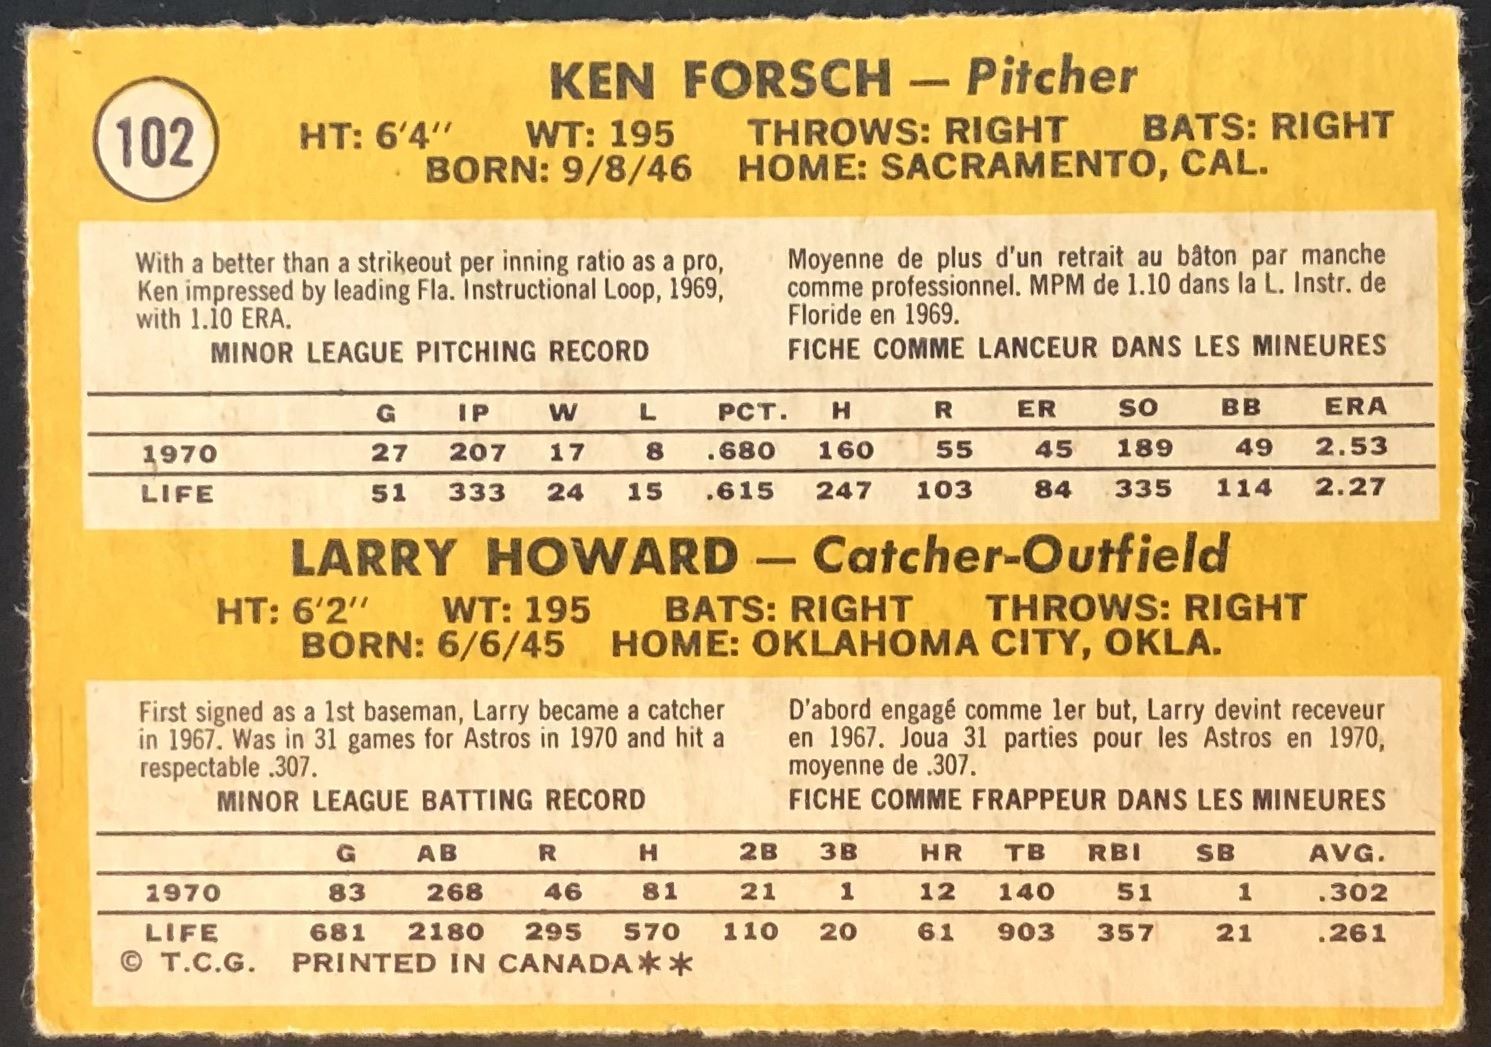 102
KEN FORSCH — Pitcher
HT: 6'4" WT: 195 THROWS: RIGHT BATS: RIGHT
BORN: 9/8/46 HOME: SACRAMENTO, CAL.
With a better than a strikeout per inning ratio as a pro,
Ken impressed by leading Fla. Instructional Loop, 1969,
with 1.10 ERA.
MINOR LEAGUE PITCHING RECORD
Moyenne de plus d'un retrait au bâton par manche
comme professionnel. MPM de 1.10 dans la L. Instr. de
Floride en 1969.
FICHE COMME LANCEUR DANS LES MINEURES
G IP W L PCT. H R ER SO BB ERA
1970 27 207 17 8 .680 160 55 45 189 49 2.53
LIFE 51 333 24 15 .615 247 103 84 335 114 2.27
LARRY HOWARD — Catcher-Outfield
HT: 6'2" WT: 195 BATS: RIGHT THROWS: RIGHT
BORN: 6/6/45 HOME: OKLAHOMA CITY, OKLA.
First signed as a 1st baseman, Larry became a catcher
in 1967. Was in 31 games for Astros in 1970 and hit a
respectable .307.
MINOR LEAGUE BATTING RECORD
D'abord engagé comme 1er but, Larry devint receveur
en 1967. Joua 31 parties pour les Astros en 1970,
moyenne de .307.
FICHE COMME FRAPPEUR DANS LES MINEURES
G AB R H 2B 3B HR TB RBI SB AVG.
1970 83 268 46 81 21 1 12 140 51 1 .302
LIFE 681 2180 295 570 110 20 61 903 357 21 .261
© T.C.G. PRINTED IN CANADA**